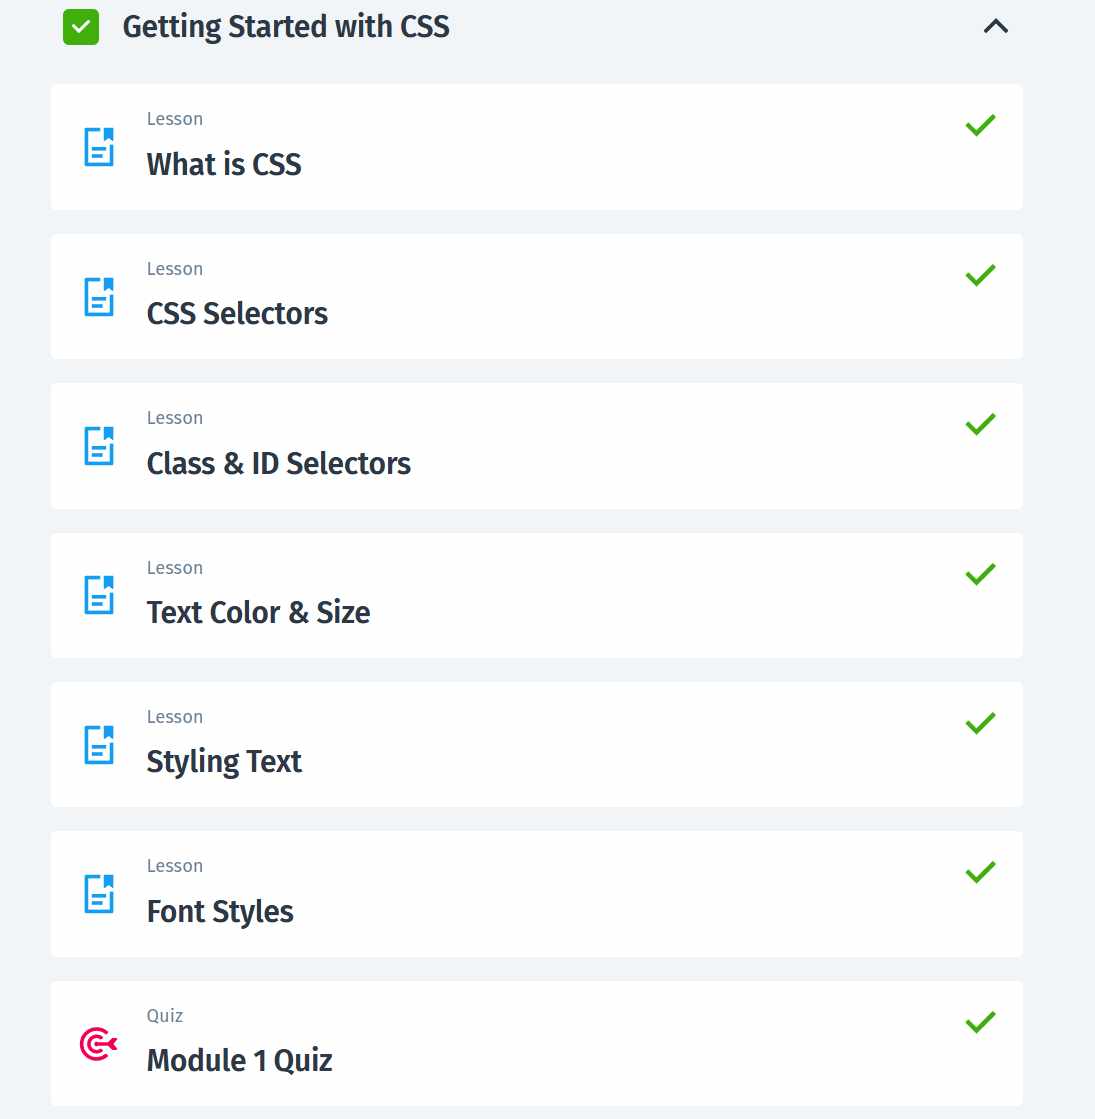 Getting Started with CSS
Lesson
What is CSS
Lesson
CSS Selectors
Lesson
Class & ID Selectors
Lesson
Text Color & Size
Lesson
Styling Text
Lesson
Font Styles
Quiz
Module 1 Quiz